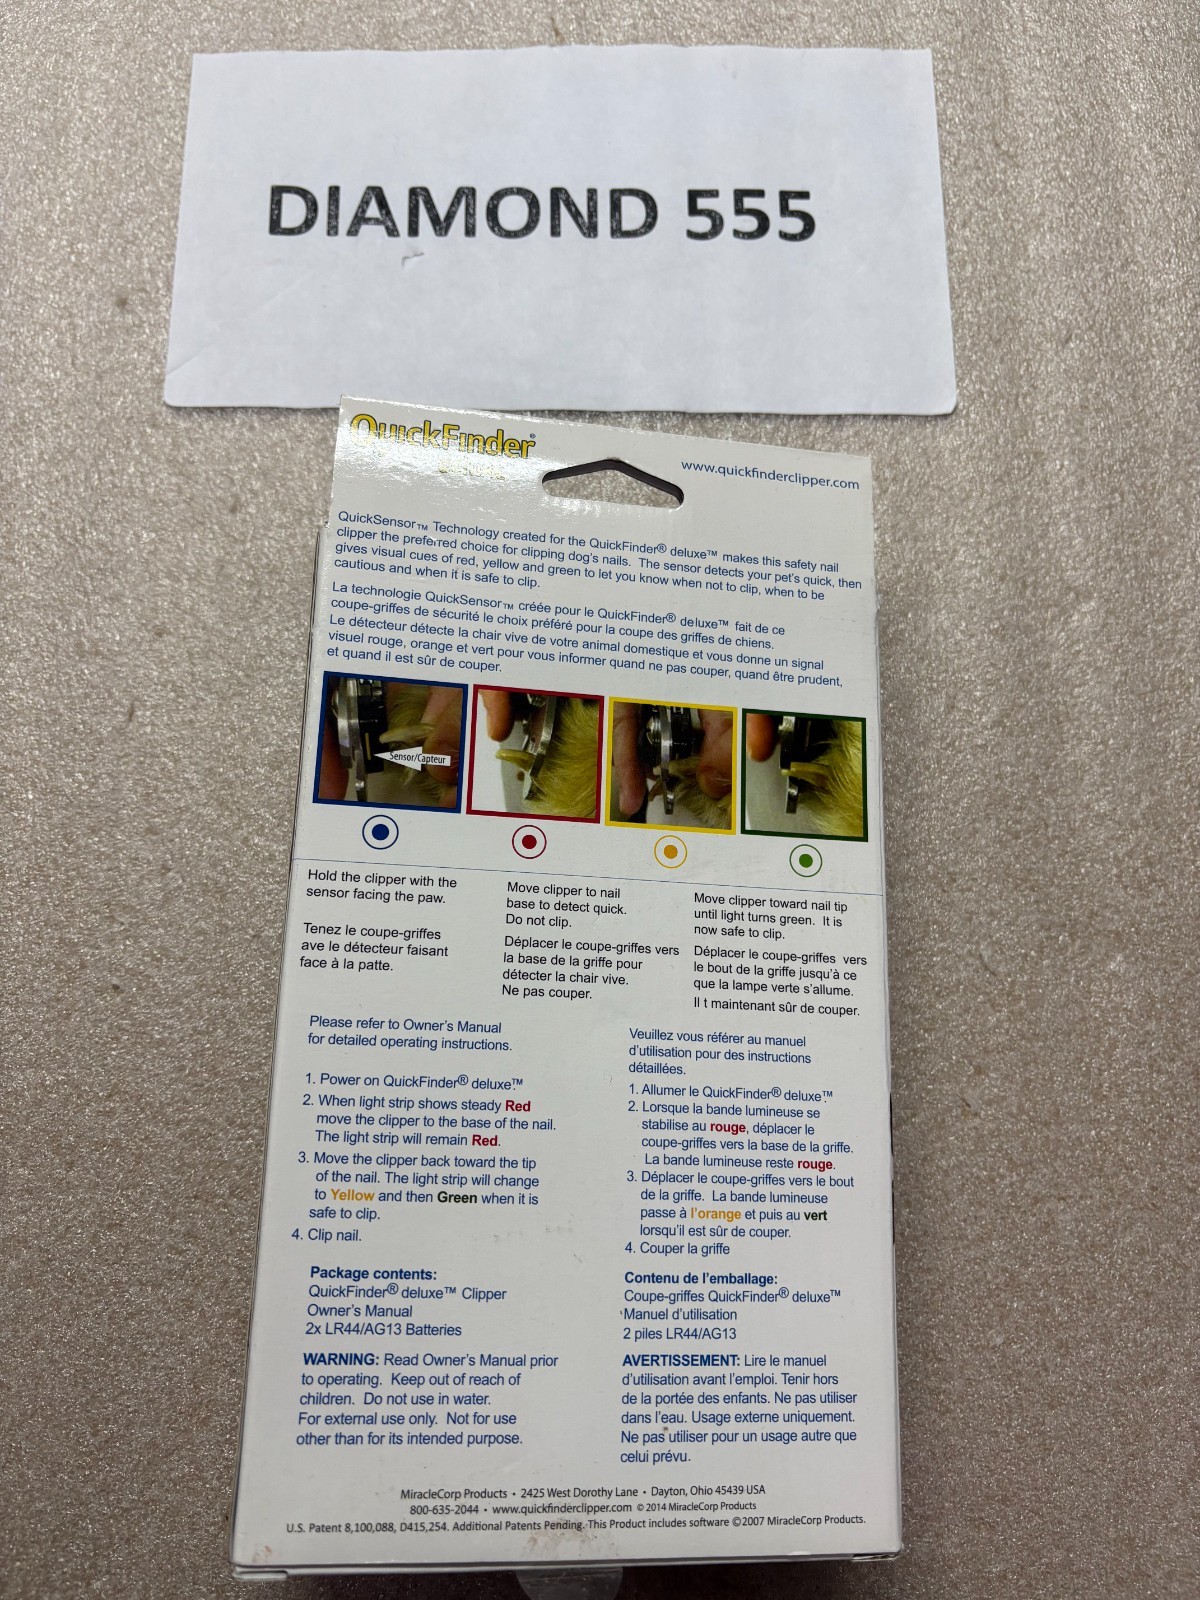 DIAMOND 555
QuickFinder®
www.quickfinderclipper.com
QuickSensor™ Technology created for the QuickFinder® deluxe™ makes this safety nail
clipper the preferred choice for clipping dog's nails. The sensor detects your pet's quick, then
gives visual cues of red, yellow and green to let you know when not to clip, when to be
cautious and when it is safe to clip.
La technologie QuickSensor™ créée pour le QuickFinder® deluxe™ fait de ce
coupe-griffes de sécurité le choix préféré pour la coupe des griffes de chiens.
Le détecteur détecte la chair vive de votre animal domestique et vous donne un signal
visuel rouge, orange et vert pour vous informer quand ne pas couper, quand être prudent,
et quand il est sûr de couper.
Sensor/Capteur
Hold the clipper with the
sensor facing the paw.
Tenez le coupe-griffes
ave le détecteur faisant
face à la patte.
Move clipper to nail
base to detect quick.
Do not clip.
Déplacer le coupe-griffes vers
la base de la griffe pour
détecter la chair vive.
Ne pas couper.
Move clipper toward nail tip
until light turns green. It is
now safe to clip.
Déplacer le coupe-griffes vers
le bout de la griffe jusqu'à ce
que la lampe verte s'allume.
Il t maintenant sûr de couper.
Please refer to Owner's Manual
for detailed operating instructions.
1. Power on QuickFinder® deluxe™
2. When light strip shows steady Red
move the clipper to the base of the nail.
The light strip will remain Red.
3. Move the clipper back toward the tip
of the nail. The light strip will change
to Yellow and then Green when it is
safe to clip.
4. Clip nail.
Package contents:
QuickFinder® deluxe™ Clipper
Owner's Manual
2x LR44/AG13 Batteries
WARNING: Read Owner's Manual prior
to operating. Keep out of reach of
children. Do not use in water.
For external use only. Not for use
other than for its intended purpose.
Veuillez vous référer au manuel
d'utilisation pour des instructions
détaillées.
1. Allumer le QuickFinder® deluxe™
2. Lorsque la bande lumineuse se
stabilise au rouge, déplacer le
coupe-griffes vers la base de la griffe.
La bande lumineuse reste rouge.
3. Déplacer le coupe-griffes vers le bout
de la griffe. La bande lumineuse
passe à l'orange et puis au vert
lorsqu'il est sûr de couper.
4. Couper la griffe
Contenu de l'emballage:
Coupe-griffes QuickFinder® deluxe™
Manuel d'utilisation
2 piles LR44/AG13
AVERTISSEMENT: Lire le manuel
d'utilisation avant l'emploi. Tenir hors
de la portée des enfants. Ne pas utiliser
dans l'eau. Usage externe uniquement.
Ne pas utiliser pour un usage autre que
celui prévu.
MiracleCorp Products • 2425 West Dorothy Lane • Dayton, Ohio 45439 USA
800-635-2044 • www.quickfinderclipper.com © 2014 MiracleCorp Products
U.S. Patent 8,100,088, D415,254. Additional Patents Pending. This Product includes software ©2007 MiracleCorp Products.